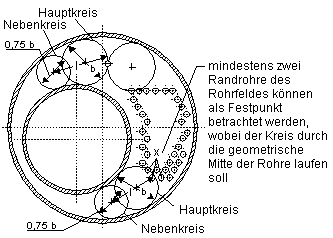 Hauptkreis
Nebenkreis
0,75 b
b
mindestens zwei
Randrohre des
Rohrfeldes können
als Festpunkt
betrachtet werden,
wobei der Kreis durch
die geometrische
Mitte der Rohre laufen
soll
x
b
Hauptkreis
0,75 b
Nebenkreis